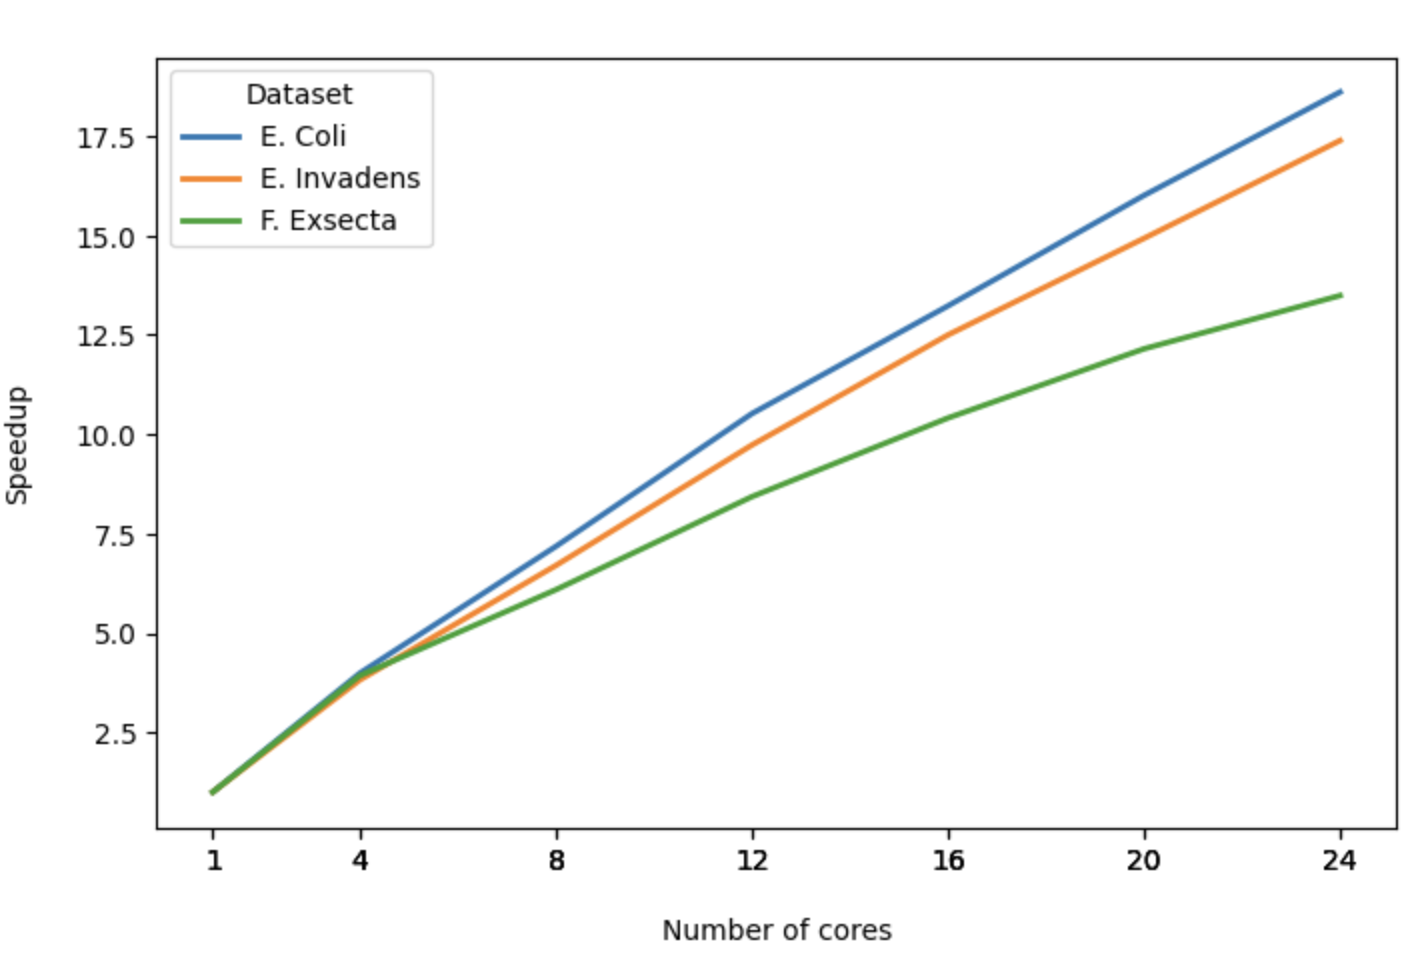 Dataset
E. Coli
E. Invadens
F. Exsecta
Speedup
17.5
15.0
12.5
10.0
7.5
5.0
2.5
1 4 8 12 16 20 24
Number of cores